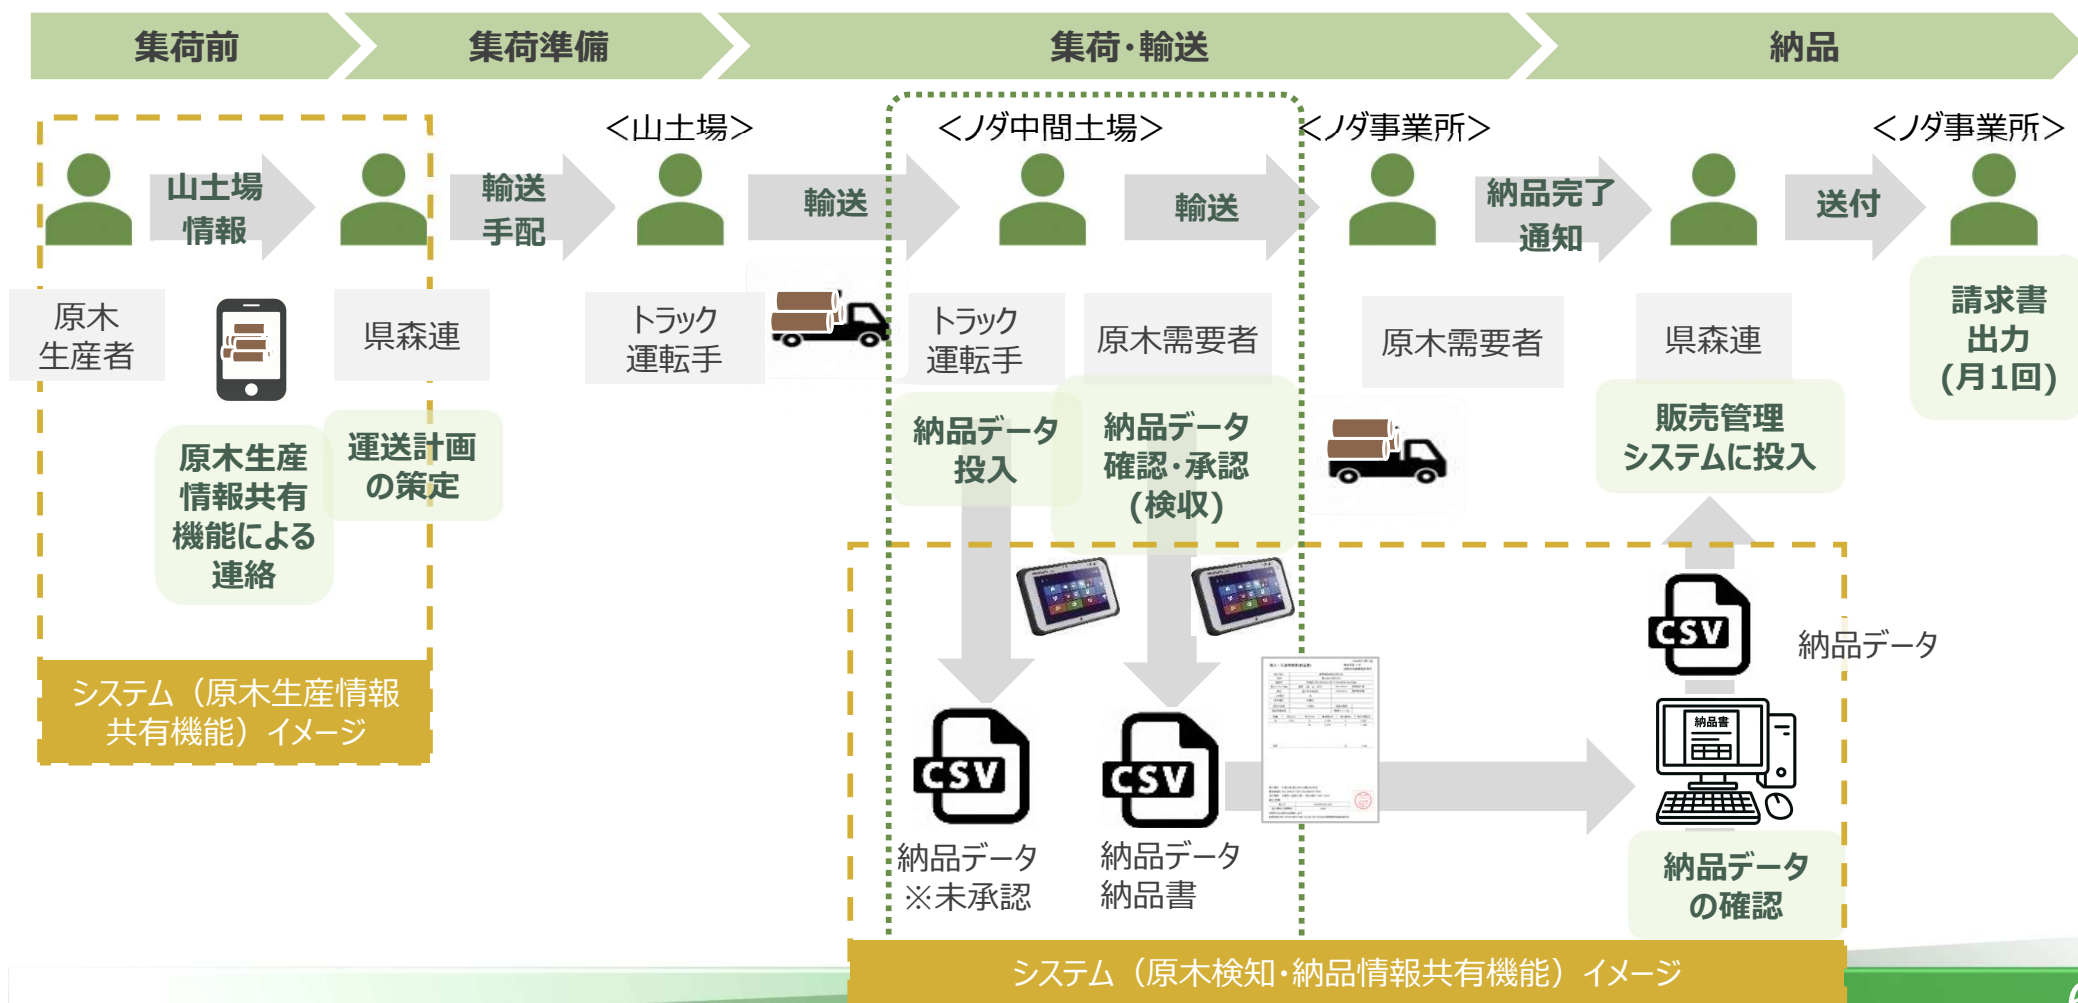 集荷前
集荷準備
集荷・輸送
納品
＜山土場＞
＜ノダ中間土場＞
＜ノダ事業所＞
＜ノダ事業所＞
山土場
情報
輸送
手配
輸送
輸送
納品完了
通知
送付
原木
生産者
県森連
トラック
運転手
トラック
運転手
原木需要者
原木需要者
県森連
請求書
出力
(月1回)
原木生産
情報共有
機能による
連絡
運送計画
の策定
納品データ
投入
納品データ
確認・承認
(検収)
販売管理
システムに投入
CSV
納品データ
システム（原木生産情報
共有機能）イメージ
CSV
CSV
納品書
納品データ
※未承認
納品データ
納品書
納品データ
の確認
システム（原木検知・納品情報共有機能）イメージ